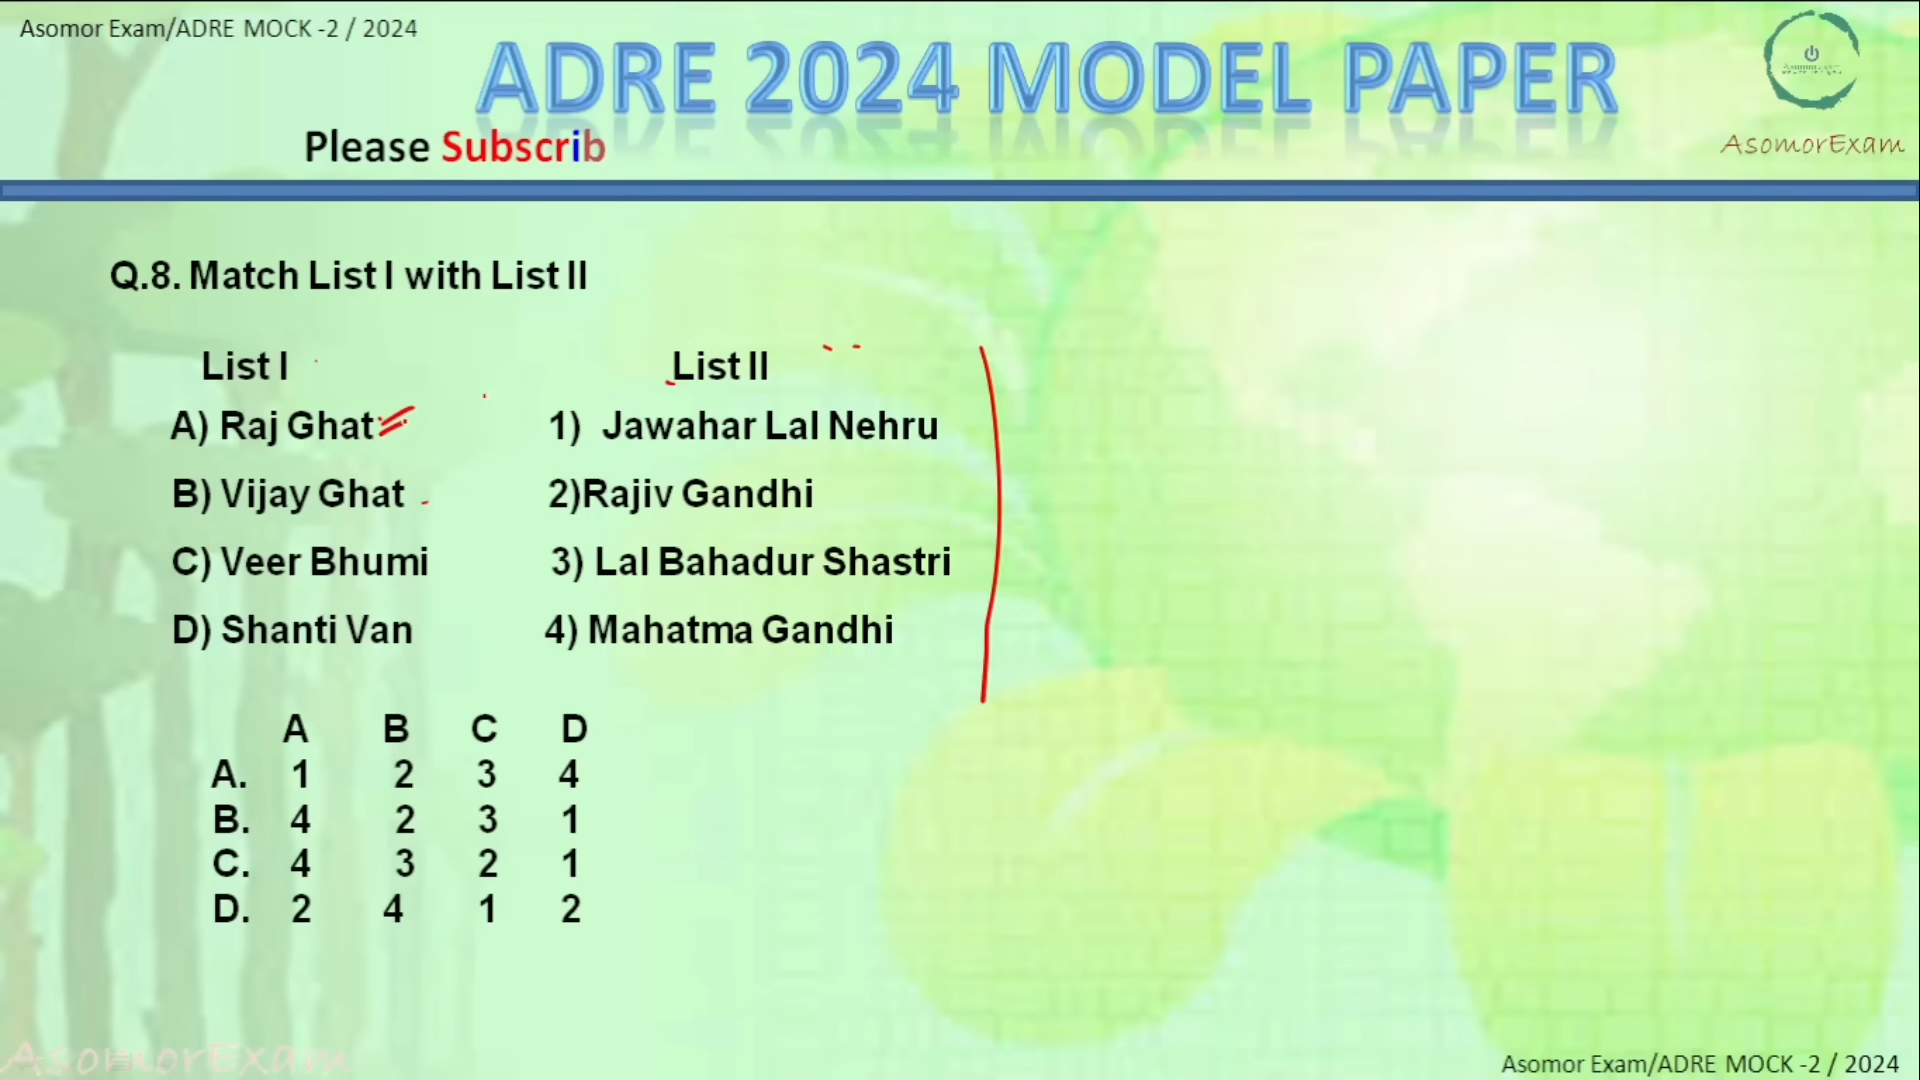 Asomor Exam/ADRE MOCK -2 / 2024
ADRE 2024 MODEL PAPER
Please Subscrib
AsomorExam
Q.8. Match List I with List II
List I List II
A) Raj Ghat 1) Jawahar Lal Nehru
B) Vijay Ghat 2)Rajiv Gandhi
C) Veer Bhumi 3) Lal Bahadur Shastri
D) Shanti Van 4) Mahatma Gandhi
A B C D
A. 1 2 3 4
B. 4 2 3 1
C. 4 3 2 1
D. 2 4 1 2
AsomorExam
Asomor Exam/ADRE MOCK -2 / 2024